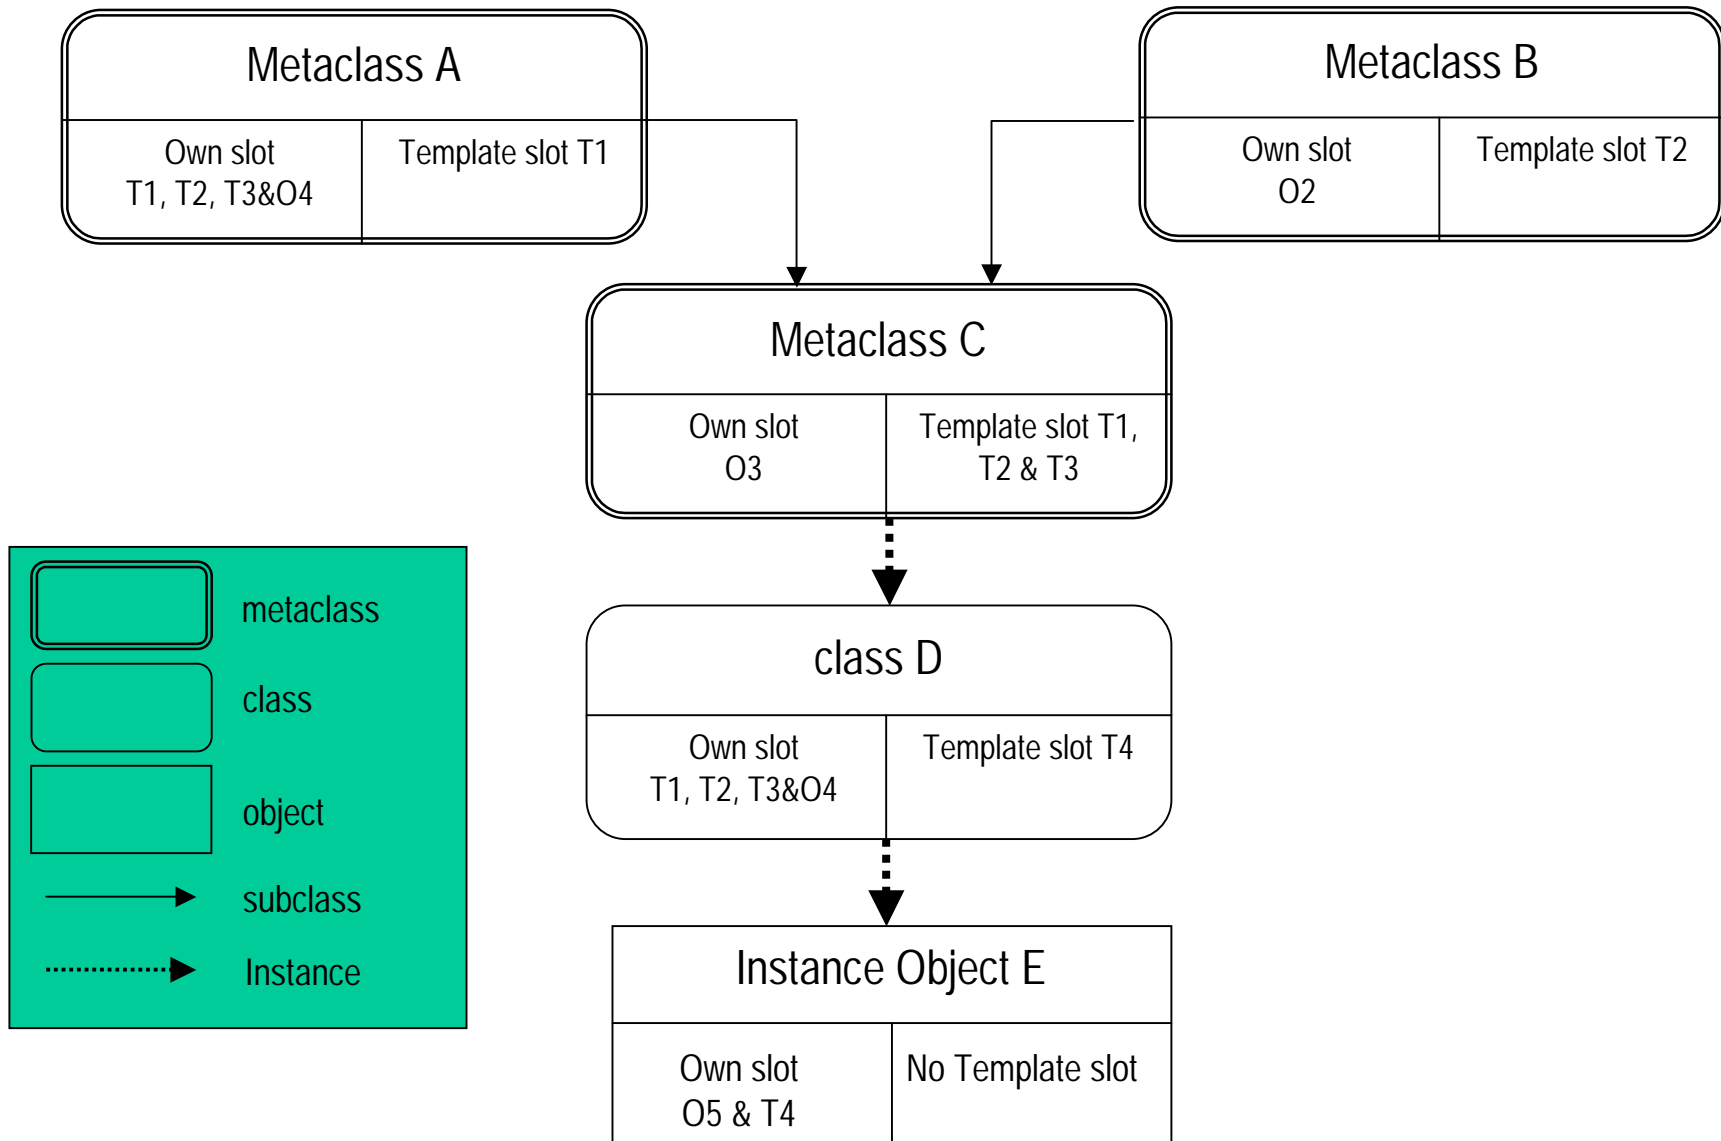 Metaclass A
Own slot
T1, T2, T3&O4
Template slot T1
Metaclass B
Own slot
O2
Template slot T2
Metaclass C
Own slot
O3
Template slot T1,
T2 & T3
class D
Own slot
T1, T2, T3&O4
Template slot T4
Instance Object E
Own slot
O5 & T4
No Template slot
metaclass
class
object
subclass
Instance